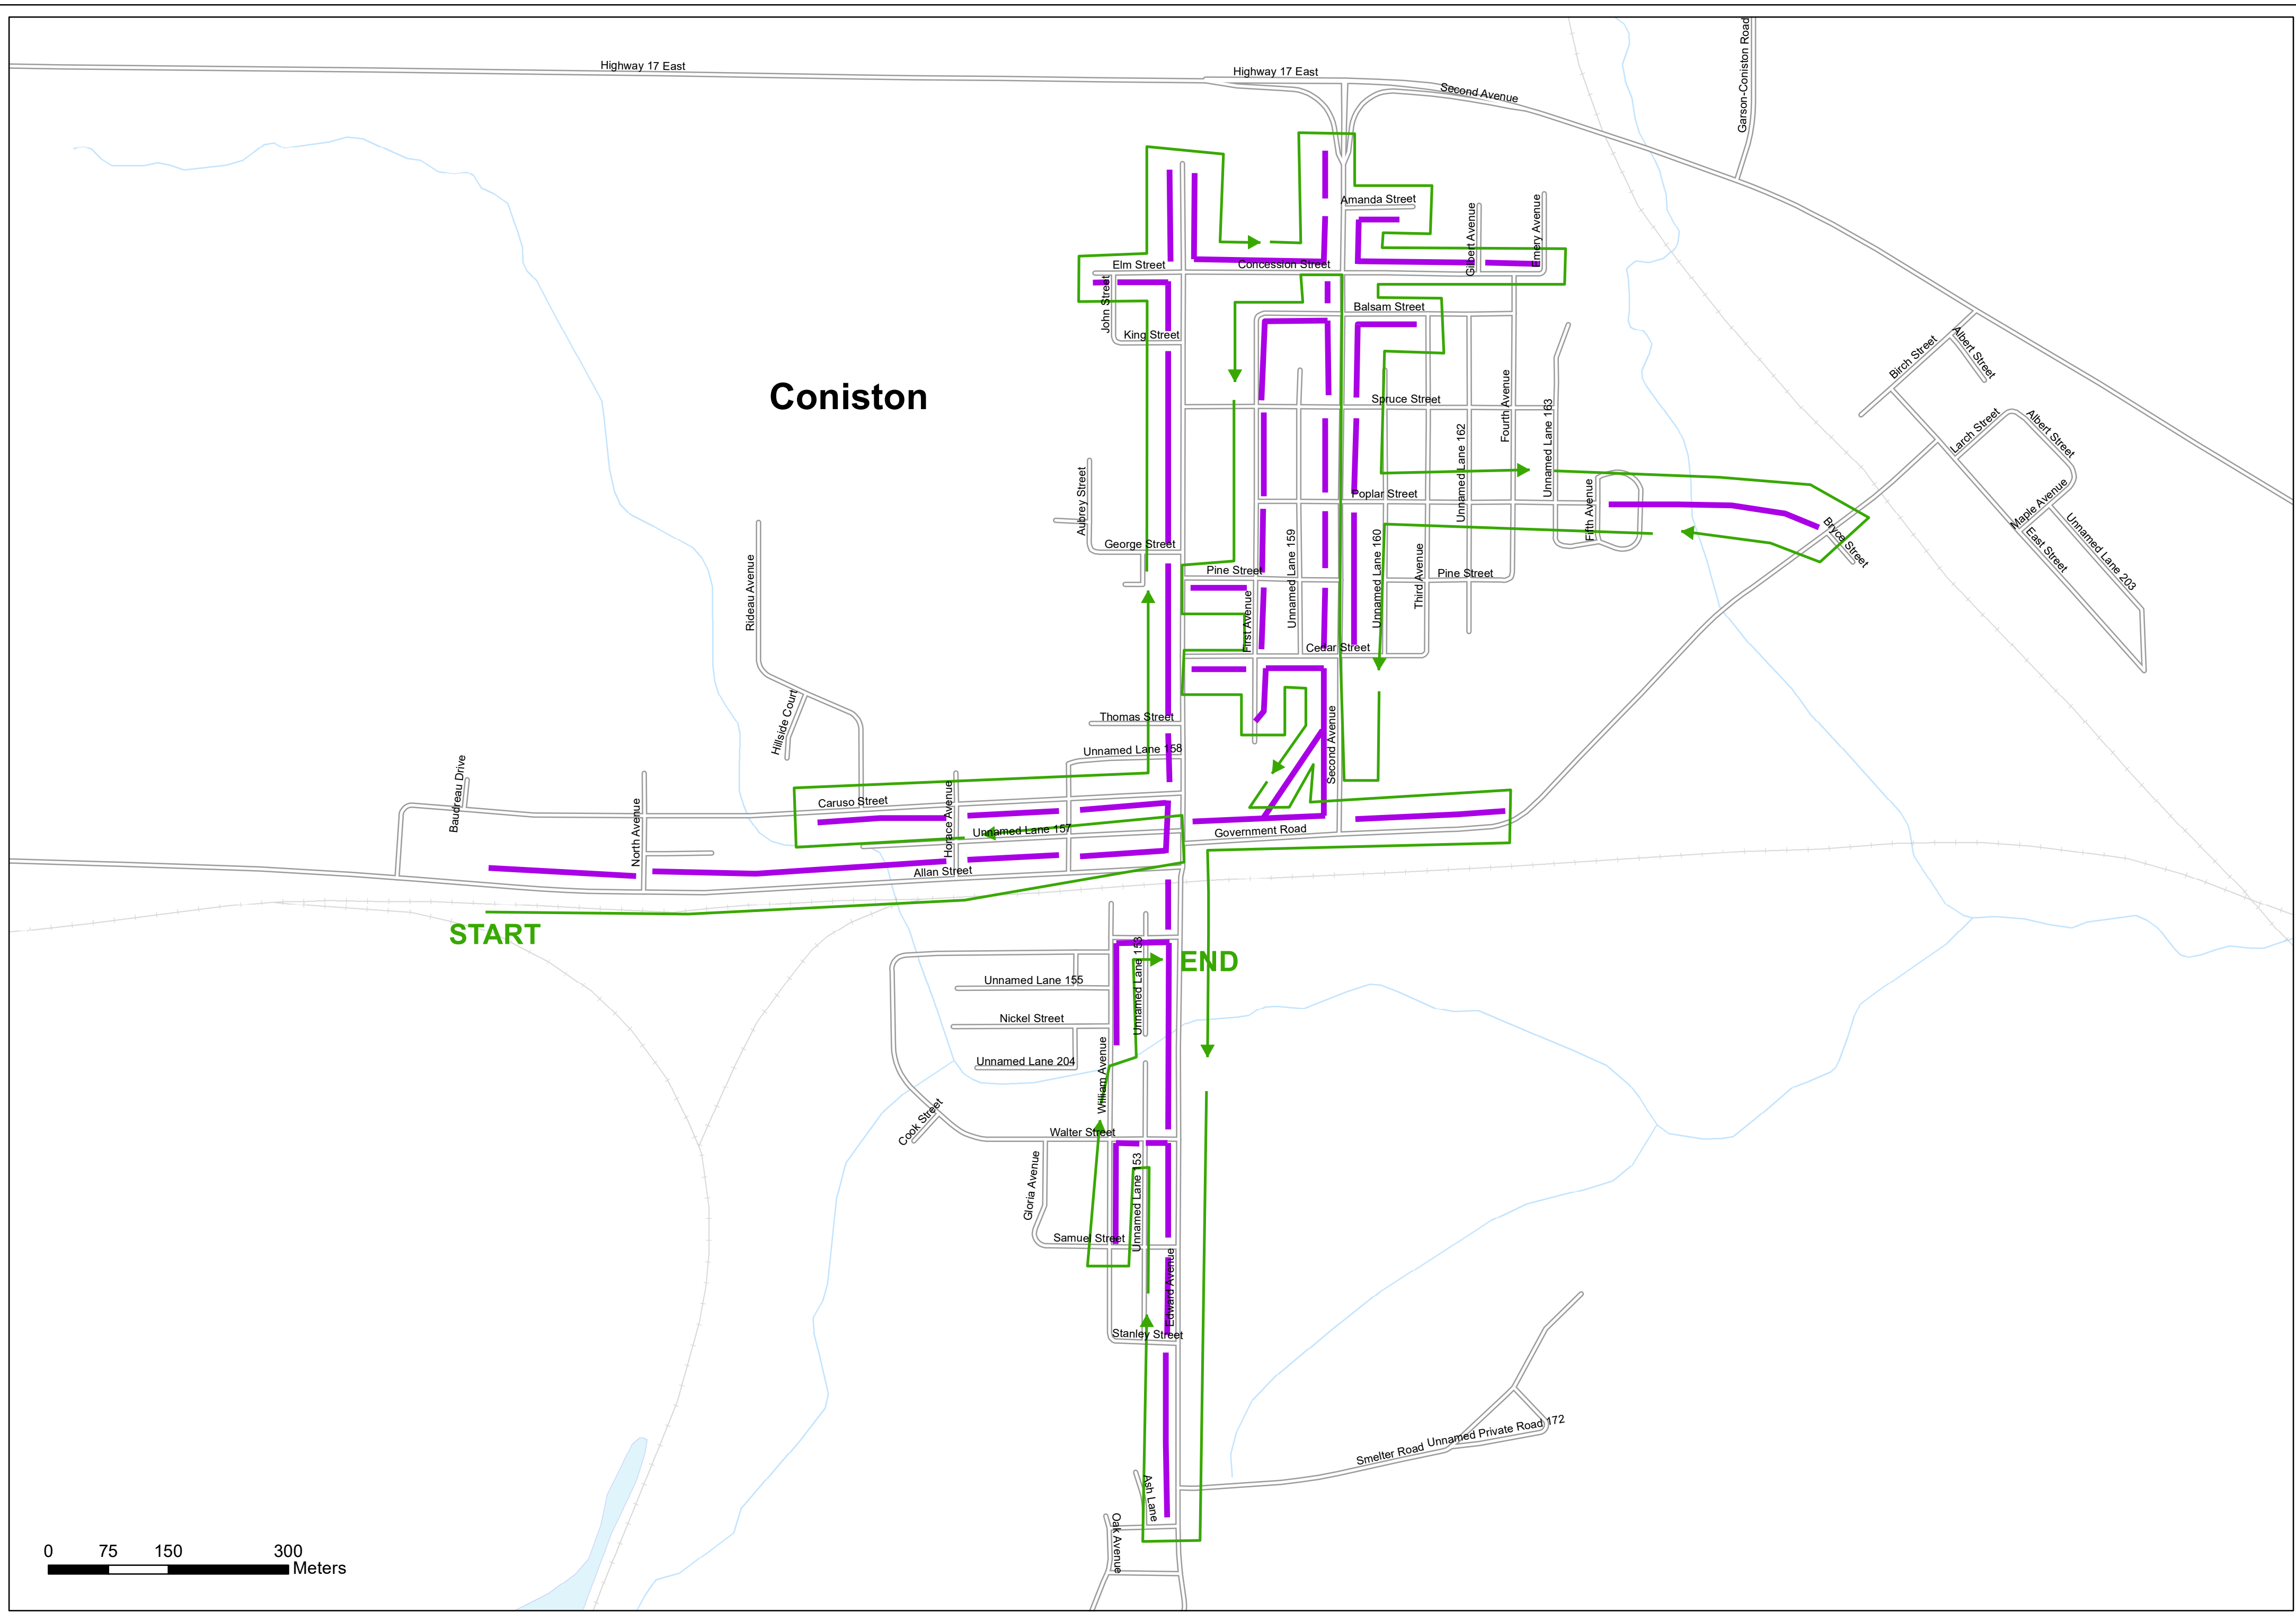 Highway 17 East
Highway 17 East
Second Avenue
Garson-Coniston Road
Amanda Street
Gilbert Avenue
Emery Avenue
Elm Street
Concession Street
John Street
King Street
Balsam Street
Birch Street
Albert Street
Coniston
Spruce Street
Fourth Avenue
Unnamed Lane 163
Unnamed Lane 162
Larch Street
Albert Street
Aubrey Street
Poplar Street
Fifth Avenue
Maple Avenue
Bryce Street
East Street
Unnamed Lane 203
George Street
Rideau Avenue
Pine Street
Unnamed Lane 159
Unnamed Lane 160
Third Avenue
Pine Street
First Avenue
Cedar Street
Hillside Court
Thomas Street
Second Avenue
Unnamed Lane 158
Baudreau Drive
Caruso Street
Horace Avenue
North Avenue
Unnamed Lane 157
Government Road
Allan Street
START
END
Unnamed Lane 153
Unnamed Lane 155
Nickel Street
Unnamed Lane 204
William Avenue
Cook Street
Walter Street
Gloria Avenue
Unnamed Lane 153
Samuel Street
Edward Avenue
Stanley Street
Smelter Road
Unnamed Private Road 172
Ash Lane
Oak Avenue
0 75 150 300
Meters